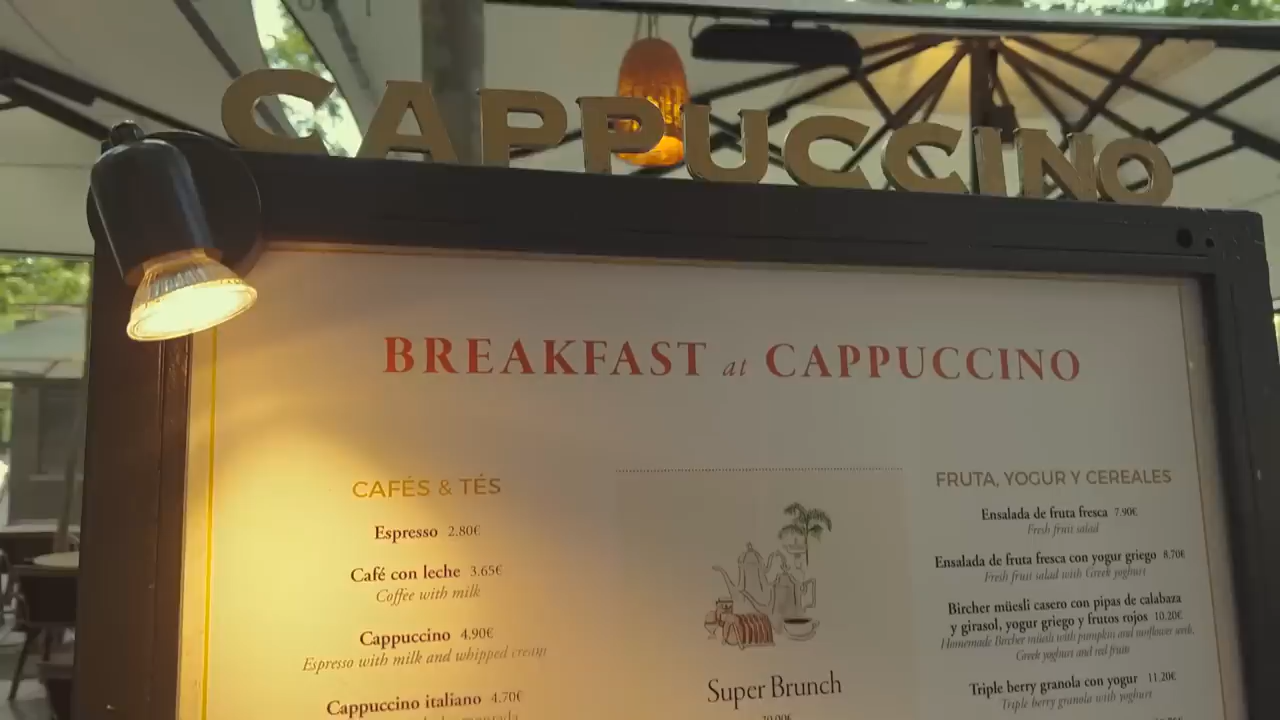 CAPPUCCINO
BREAKFAST at CAPPUCCINO
CAFÉS & TÉS
Espresso 2.80€
Café con leche 3.65€
Coffee with milk
Cappuccino 4.90€
Espresso with milk and whipped cream
Cappuccino italiano 4.70€
Super Brunch
FRUTA, YOGUR Y CEREALES
Ensalada de fruta fresca 7.90€
Fresh fruit salad
Ensalada de fruta fresca con yogur griego 8.70€
Fresh fruit salad with Greek yoghurt
Bircher müesli casero con pipas de calabaza
y girasol, yogur griego y frutos rojos 10.20€
Homemade Bircher müesli with pumpkin and sunflower seeds,
Greek yoghurt and red fruits
Triple berry granola con yogur 11.20€
Triple berry granola with yoghurt